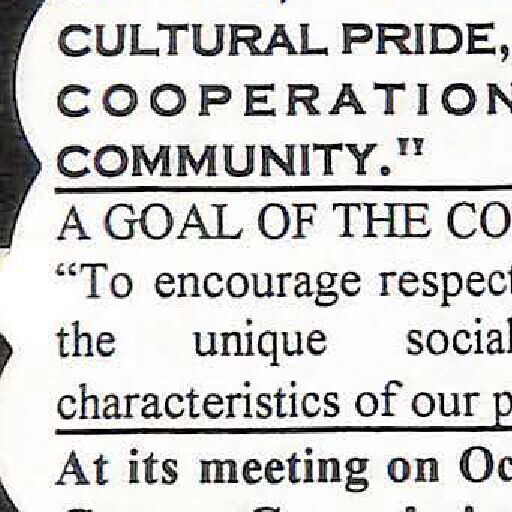 CULTURAL PRIDE,
COOPERATION
COMMUNITY."
A GOAL OF THE CO
“To encourage respect
the unique social
characteristics of our p
At its meeting on Oc